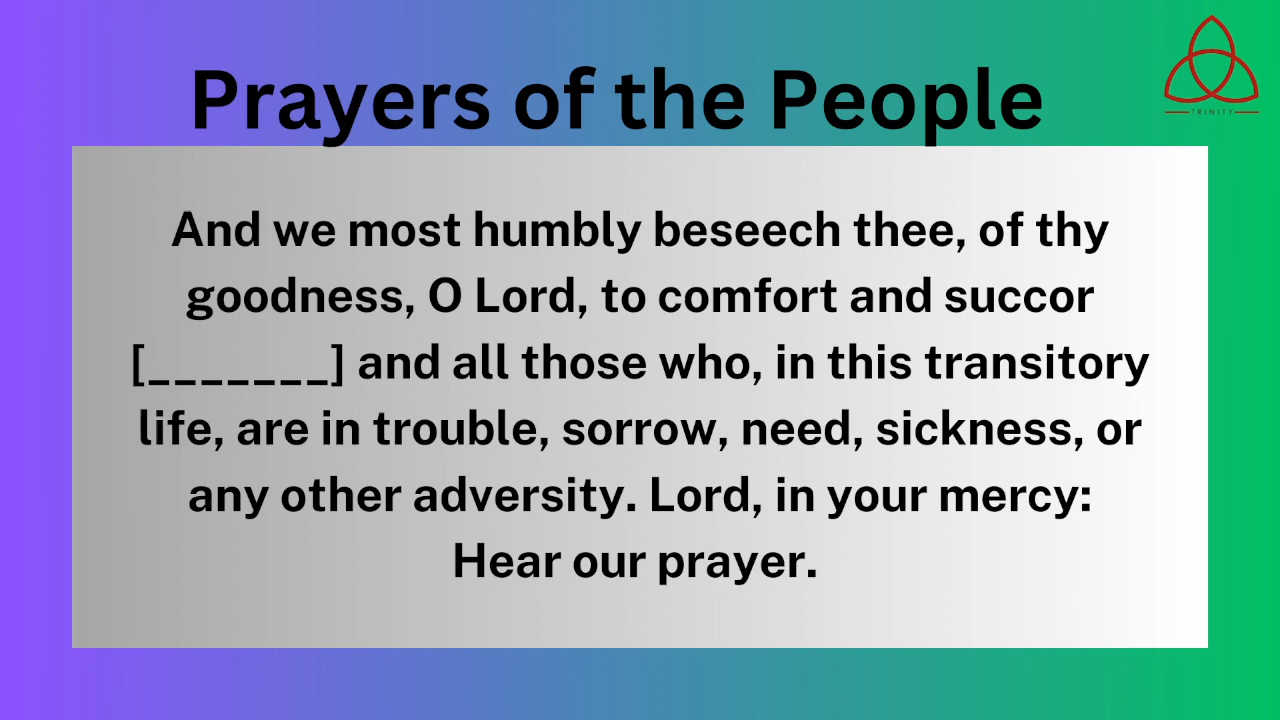 TRINITY
Prayers of the People
And we most humbly beseech thee, of thy
goodness, O Lord, to comfort and succor
[_______] and all those who, in this transitory
life, are in trouble, sorrow, need, sickness, or
any other adversity. Lord, in your mercy:
Hear our prayer.